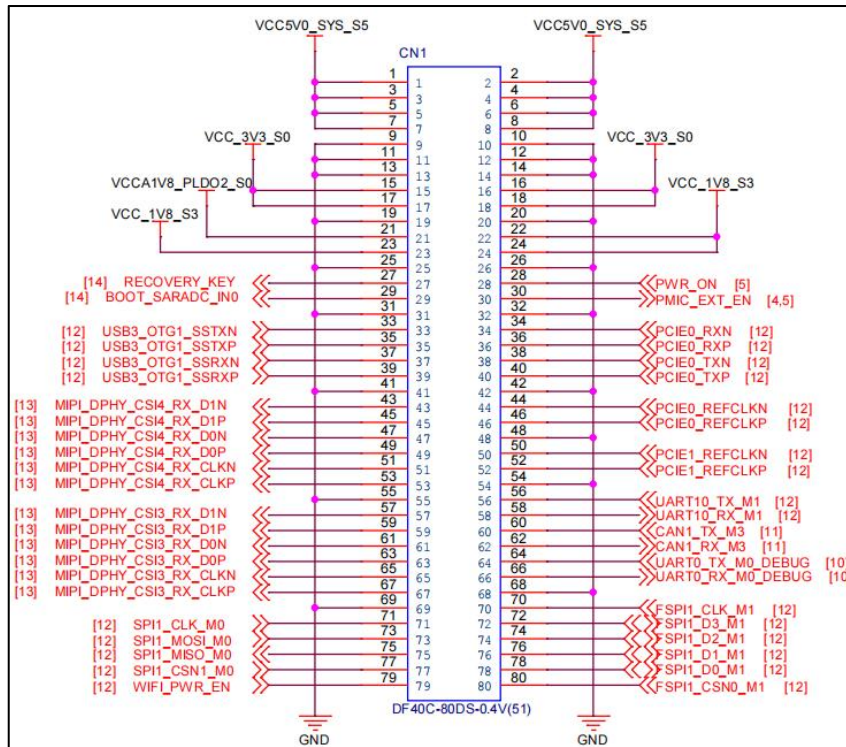 VCC5V0_SYS_S5 VCC5V0_SYS_S5
CN1
1 1 2 2
3 3 4 4
5 5 6 6
7 7 8 8
VCC_3V3_S0 9 9 10 10 VCC_3V3_S0
11 11 12 12
13 13 14 14
VCCA1V8_PLDO2_S0 15 15 16 16 VCC_1V8_S3
17 17 18 18
VCC_1V8_S3 19 19 20 20
21 21 22 22
23 23 24 24
25 25 26 26
[14] RECOVERY_KEY 27 27 28 28 PWR_ON [5]
[14] BOOT_SARADC_IN0 29 29 30 30 PMIC_EXT_EN [4,5]
31 31 32 32
[12] USB3_OTG1_SSTXN 33 33 34 34 PCIE0_RXN [12]
[12] USB3_OTG1_SSTXP 35 35 36 36 PCIE0_RXP [12]
[12] USB3_OTG1_SSRXN 37 37 38 38 PCIE0_TXN [12]
[12] USB3_OTG1_SSRXP 39 39 40 40 PCIE0_TXP [12]
41 41 42 42
[13] MIPI_DPHY_CSI4_RX_D1N 43 43 44 44 PCIE0_REFCLKN [12]
[13] MIPI_DPHY_CSI4_RX_D1P 45 45 46 46 PCIE0_REFCLKP [12]
[13] MIPI_DPHY_CSI4_RX_D0N 47 47 48 48
[13] MIPI_DPHY_CSI4_RX_D0P 49 49 50 50 PCIE1_REFCLKN [12]
[13] MIPI_DPHY_CSI4_RX_CLKN 51 51 52 52 PCIE1_REFCLKP [12]
[13] MIPI_DPHY_CSI4_RX_CLKP 53 53 54 54
55 55 56 56 UART10_TX_M1 [12]
[13] MIPI_DPHY_CSI3_RX_D1N 57 57 58 58 UART10_RX_M1 [12]
[13] MIPI_DPHY_CSI3_RX_D1P 59 59 60 60 CAN1_TX_M3 [11]
[13] MIPI_DPHY_CSI3_RX_D0N 61 61 62 62 CAN1_RX_M3 [11]
[13] MIPI_DPHY_CSI3_RX_D0P 63 63 64 64 UART0_TX_M0_DEBUG [10]
[13] MIPI_DPHY_CSI3_RX_CLKN 65 65 66 66 UART0_RX_M0_DEBUG [10
[13] MIPI_DPHY_CSI3_RX_CLKP 67 67 68 68
69 69 70 70 FSPI1_CLK_M1 [12]
[12] SPI1_CLK_M0 71 71 72 72 FSPI1_D3_M1 [12]
[12] SPI1_MOSI_M0 73 73 74 74 FSPI1_D2_M1 [12]
[12] SPI1_MISO_M0 75 75 76 76 FSPI1_D1_M1 [12]
[12] SPI1_CSN1_M0 77 77 78 78 FSPI1_D0_M1 [12]
[12] WIFI_PWR_EN 79 79 80 80 FSPI1_CSN0_M1 [12]
DF40C-80DS-0.4V(51)
GND GND